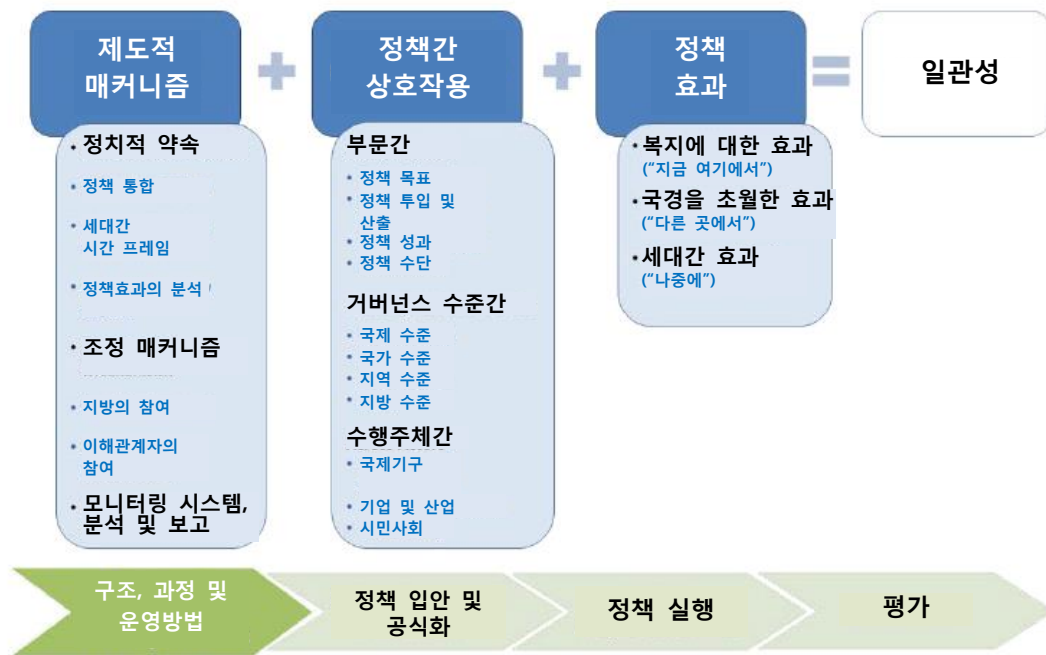 제도적
매커니즘
정책간
상호작용
정책
효과
일관성
· 정치적 약속
• 정책 통합
• 세대간
시간 프레임
• 정책효과의 분석
· 조정 매커니즘
• 지방의 참여
• 이해관계자의
참여
· 모니터링 시스템,
분석 및 보고
부문간
• 정책 목표
• 정책 투입 및
산출
• 정책 성과
• 정책 수단
거버넌스 수준간
• 국제 수준
• 국가 수준
• 지역 수준
• 지방 수준
수행주체간
• 국제기구
• 기업 및 산업
• 시민사회
·복지에 대한 효과
(“지금 여기에서”)
·국경을 초월한 효과
(“다른 곳에서”)
·세대간 효과
(“나중에”)
구조, 과정 및
운영방법
정책 입안 및
공식화
정책 실행
평가